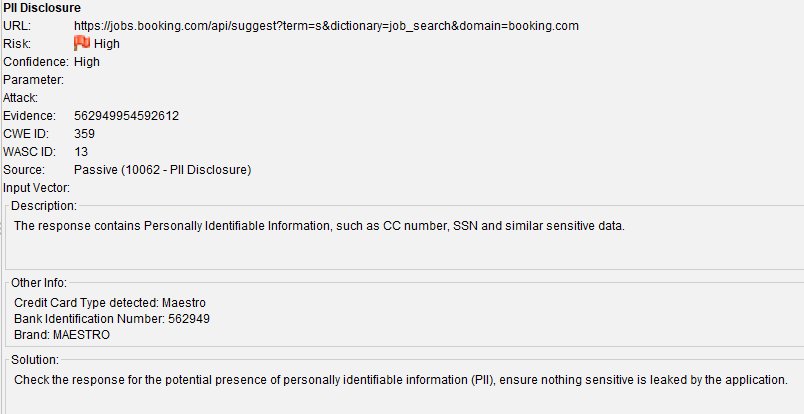 PII Disclosure
URL: https://jobs.booking.com/api/suggest?term=s&dictionary=job_search&domain=booking.com
Risk: High
Confidence: High
Parameter:
Attack:
Evidence: 562949954592612
CWE ID: 359
WASC ID: 13
Source: Passive (10062 - PII Disclosure)
Input Vector:
Description:
The response contains Personally Identifiable Information, such as CC number, SSN and similar sensitive data.
Other Info:
Credit Card Type detected: Maestro
Bank Identification Number: 562949
Brand: MAESTRO
Solution:
Check the response for the potential presence of personally identifiable information (PII), ensure nothing sensitive is leaked by the application.